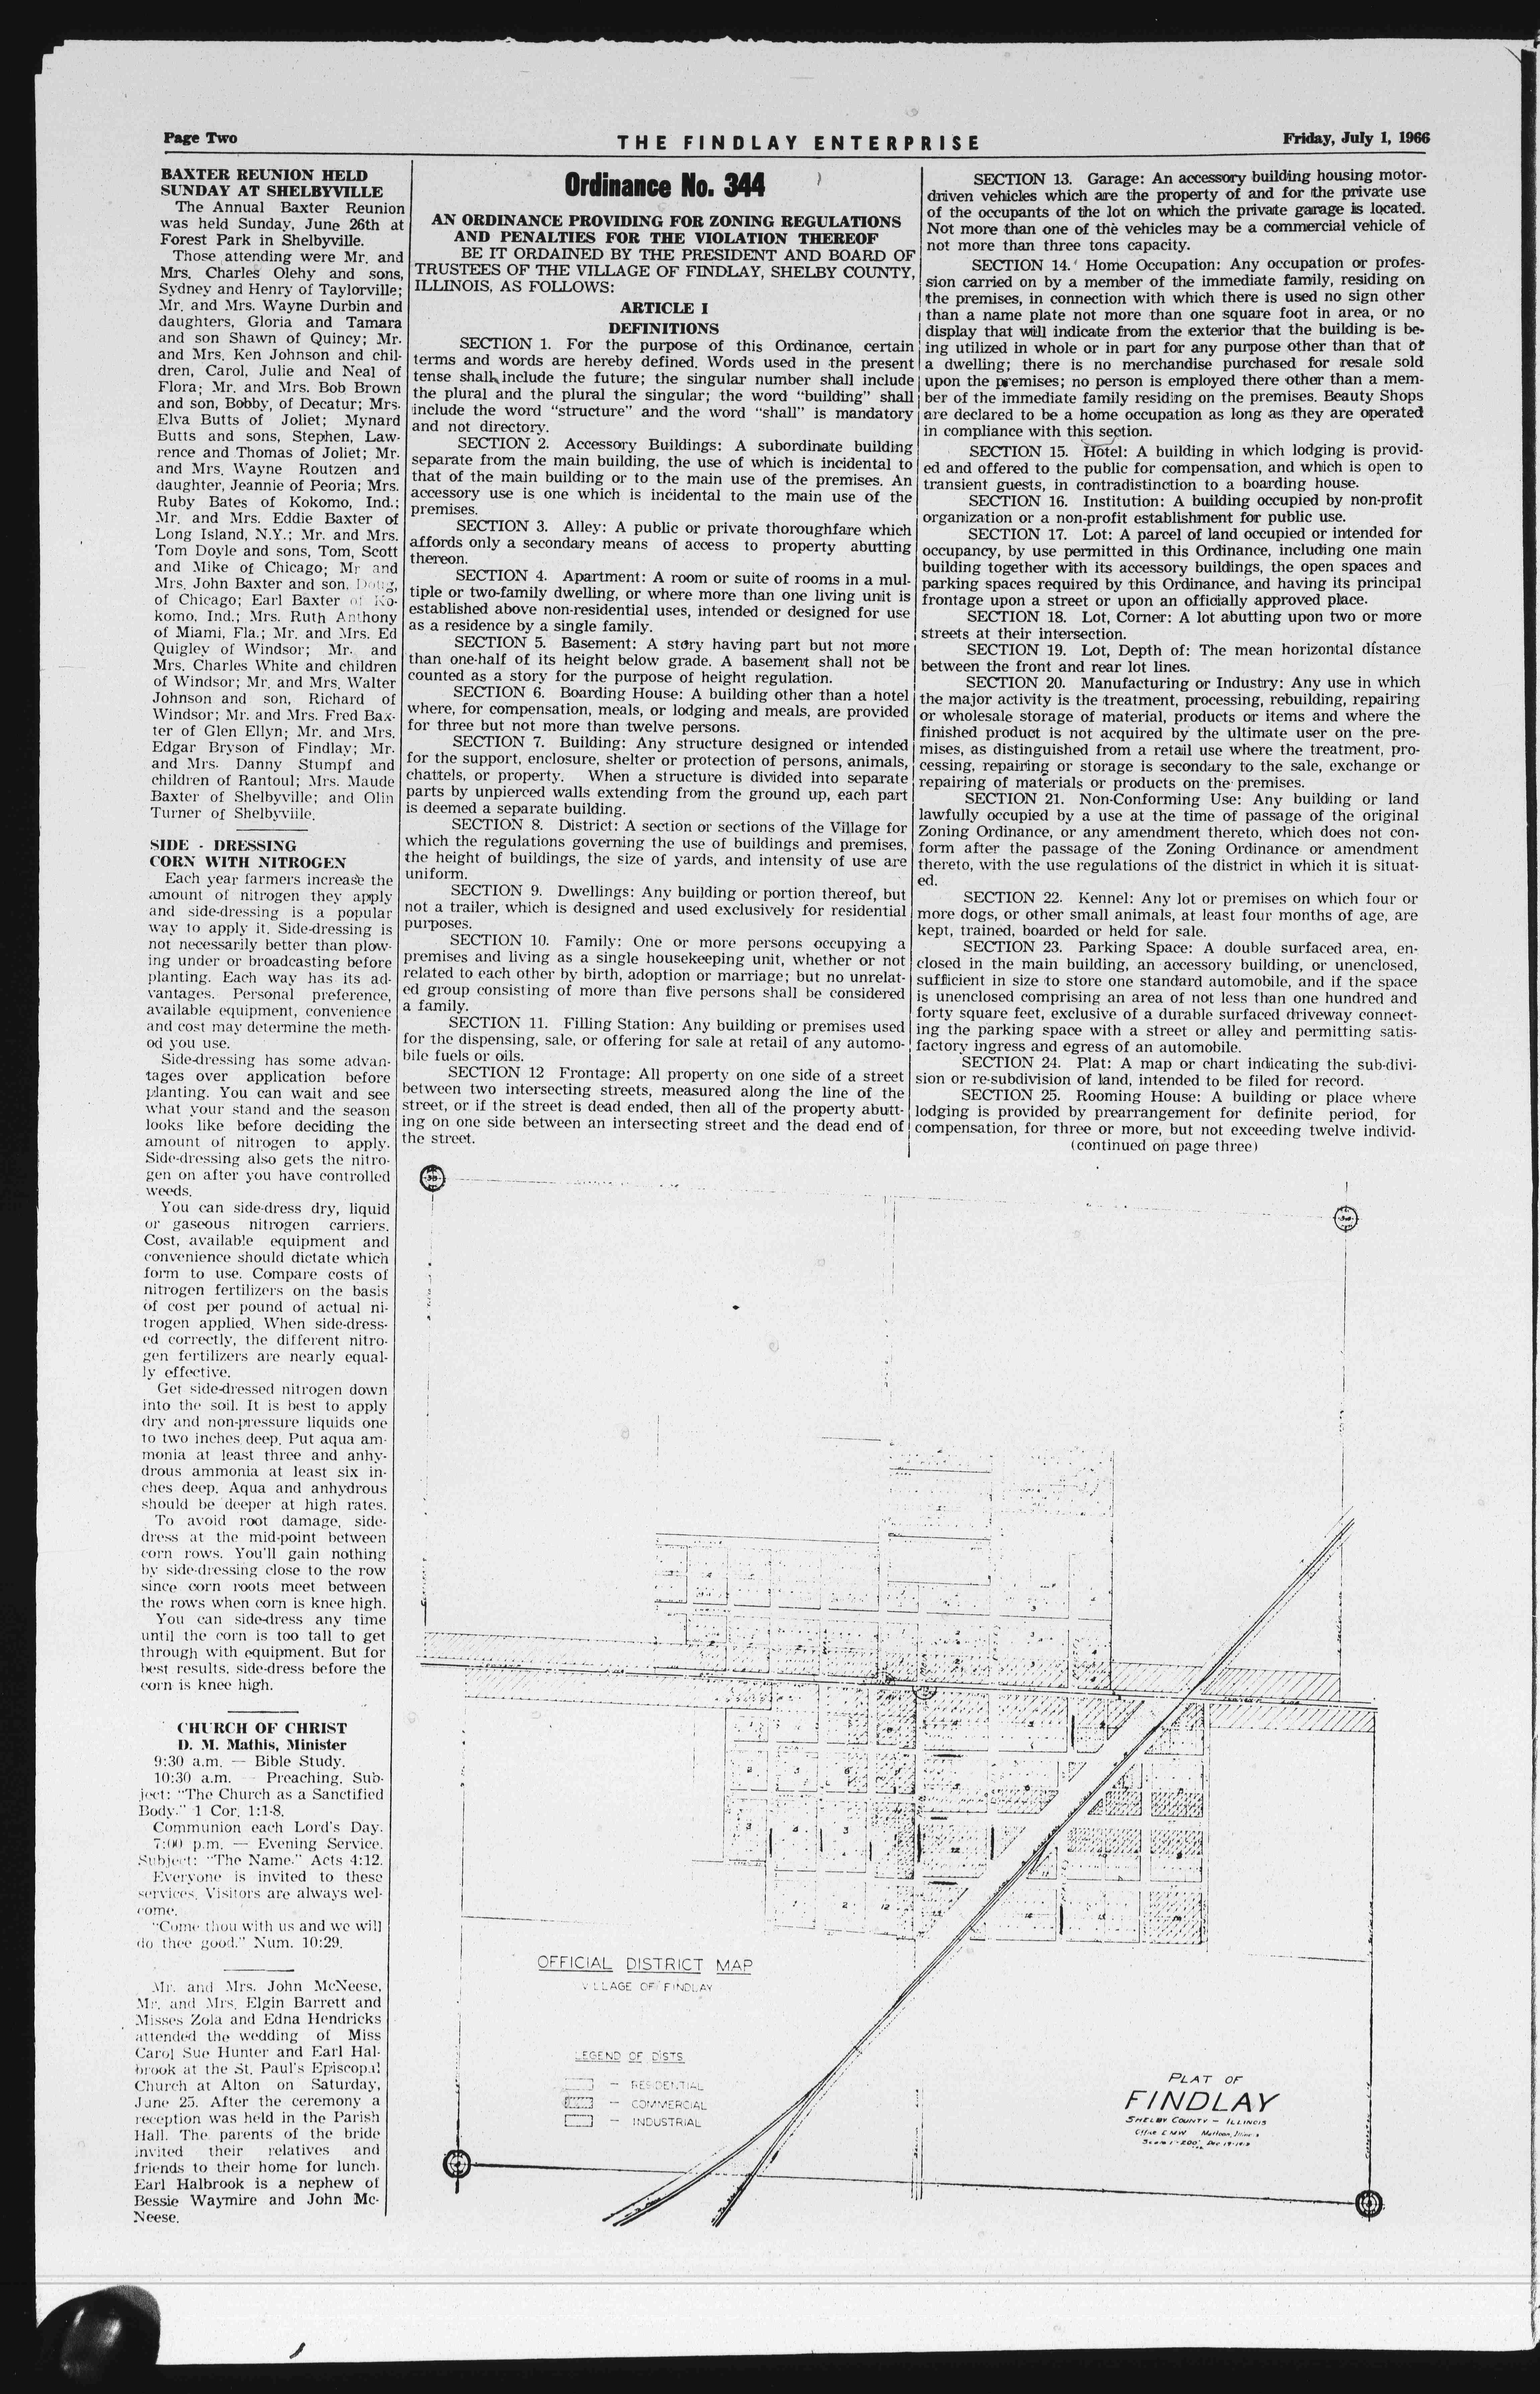 Page Two
THE FINDLAY ENTERPRISE
Friday, July 1, 1966
BAXTER REUNION HELD
SUNDAY AT SHELBYVILLE
The Annual Baxter Reunion
was held Sunday, June 26th at
Forest Park in Shelbyville.
Those attending were Mr. and
Mrs. Charles Olehy and sons,
Sydney and Henry of Taylorville;
Mr. and Mrs. Wayne Durbin and
daughters, Gloria and Tamara
and son Shawn of Quincy; Mr.
and Mrs. Ken Johnson and chil-
dren, Carol, Julie and Neal of
Flora; Mr. and Mrs. Bob Brown
and son, Bobby, of Decatur; Mrs.
Elva Butts of Joliet; Mynard
Butts and sons, Stephen, Law-
rence and Thomas of Joliet; Mr.
and Mrs. Wayne Routzen and
daughter, Jeannie of Peoria; Mrs.
Ruby Bates of Kokomo, Ind.;
Mr. and Mrs. Eddie Baxter of
Long Island, N.Y.; Mr. and Mrs.
Tom Doyle and sons, Tom, Scott
and Mike of Chicago; Mr and
Mrs. John Baxter and son, Doug,
of Chicago; Earl Baxter of Ko-
komo, Ind.; Mrs. Ruth Anthony
of Miami, Fla.; Mr. and Mrs. Ed
Quigley of Windsor; Mr. and
Mrs. Charles White and children
of Windsor; Mr. and Mrs. Walter
Johnson and son, Richard of
Windsor; Mr. and Mrs. Fred Bax-
ter of Glen Ellyn; Mr. and Mrs.
Edgar Bryson of Findlay; Mr.
and Mrs. Danny Stumpf and
children of Rantoul; Mrs. Maude
Baxter of Shelbyville; and Olin
Turner of Shelbyville.
SIDE - DRESSING
CORN WITH NITROGEN
Each year farmers increase the
amount of nitrogen they apply
and side-dressing is a popular
way to apply it. Side-dressing is
not necessarily better than plow-
ing under or broadcasting before
planting. Each way has its ad-
vantages. Personal preference,
available equipment, convenience
and cost may determine the meth-
od you use.
Side-dressing has some advan-
tages over application before
planting. You can wait and see
what your stand and the season
looks like before deciding the
amount of nitrogen to apply.
Side-dressing also gets the nitro-
gen on after you have controlled
weeds.
You can side-dress dry, liquid
or gaseous nitrogen carriers.
Cost, available equipment and
convenience should dictate which
form to use. Compare costs of
nitrogen fertilizers on the basis
of cost per pound of actual ni-
trogen applied. When side-dress-
ed correctly, the different nitro-
gen fertilizers are nearly equal-
ly effective.
Get side-dressed nitrogen down
into the soil. It is best to apply
dry and non-pressure liquids one
to two inches deep. Put aqua am-
monia at least three and anhy-
drous ammonia at least six in-
ches deep. Aqua and anhydrous
should be deeper at high rates.
To avoid root damage, side-
dress at the mid-point between
corn rows. You'll gain nothing
by side-dressing close to the row
since corn roots meet between
the rows when corn is knee high.
You can side-dress any time
until the corn is too tall to get
through with equipment. But for
best results, side-dress before the
corn is knee high.
CHURCH OF CHRIST
D. M. Mathis, Minister
9:30 a.m. — Bible Study.
10:30 a.m. — Preaching. Sub-
ject: "The Church as a Sanctified
Body." 1 Cor. 1:1-8.
Communion each Lord's Day.
7:00 p.m. — Evening Service.
Subject: "The Name." Acts 4:12.
Everyone is invited to these
services. Visitors are always wel-
come.
"Come thou with us and we will
do thee good." Num. 10:29.
Mr. and Mrs. John McNeese,
Mr. and Mrs. Elgin Barrett and
Misses Zola and Edna Hendricks
attended the wedding of Miss
Carol Sue Hunter and Earl Hal-
brook at the St. Paul's Episcopal
Church at Alton on Saturday,
June 25. After the ceremony a
reception was held in the Parish
Hall. The parents of the bride
invited their relatives and
friends to their home for lunch.
Earl Halbrook is a nephew of
Bessie Waymire and John Mc-
Neese.
Ordinance No. 344
AN ORDINANCE PROVIDING FOR ZONING REGULATIONS
AND PENALTIES FOR THE VIOLATION THEREOF
BE IT ORDAINED BY THE PRESIDENT AND BOARD OF
TRUSTEES OF THE VILLAGE OF FINDLAY, SHELBY COUNTY,
ILLINOIS, AS FOLLOWS:
ARTICLE I
DEFINITIONS
SECTION 1. For the purpose of this Ordinance, certain
terms and words are hereby defined. Words used in the present
tense shall include the future; the singular number shall include
the plural and the plural the singular; the word "building" shall
include the word "structure" and the word "shall" is mandatory
and not directory.
SECTION 2. Accessory Buildings: A subordinate building
separate from the main building, the use of which is incidental to
that of the main building or to the main use of the premises. An
accessory use is one which is incidental to the main use of the
premises.
SECTION 3. Alley: A public or private thoroughfare which
affords only a secondary means of access to property abutting
thereon.
SECTION 4. Apartment: A room or suite of rooms in a mul-
tiple or two-family dwelling, or where more than one living unit is
established above non-residential uses, intended or designed for use
as a residence by a single family.
SECTION 5. Basement: A story having part but not more
than one-half of its height below grade. A basement shall not be
counted as a story for the purpose of height regulation.
SECTION 6. Boarding House: A building other than a hotel
where, for compensation, meals, or lodging and meals, are provided
for three but not more than twelve persons.
SECTION 7. Building: Any structure designed or intended
for the support, enclosure, shelter or protection of persons, animals,
chattels, or property. When a structure is divided into separate
parts by unpierced walls extending from the ground up, each part
is deemed a separate building.
SECTION 8. District: A section or sections of the Village for
which the regulations governing the use of buildings and premises,
the height of buildings, the size of yards, and intensity of use are
uniform.
SECTION 9. Dwellings: Any building or portion thereof, but
not a trailer, which is designed and used exclusively for residential
purposes.
SECTION 10. Family: One or more persons occupying a
premises and living as a single housekeeping unit, whether or not
related to each other by birth, adoption or marriage; but no unrelat-
ed group consisting of more than five persons shall be considered
a family.
SECTION 11. Filling Station: Any building or premises used
for the dispensing, sale, or offering for sale at retail of any automo-
bile fuels or oils.
SECTION 12 Frontage: All property on one side of a street
between two intersecting streets, measured along the line of the
street, or if the street is dead ended, then all of the property abutt-
ing on one side between an intersecting street and the dead end of
the street.
SECTION 13. Garage: An accessory building housing motor-
driven vehicles which are the property of and for the private use
of the occupants of the lot on which the private garage is located.
Not more than one of the vehicles may be a commercial vehicle of
not more than three tons capacity.
SECTION 14. Home Occupation: Any occupation or profes-
sion carried on by a member of the immediate family, residing on
the premises, in connection with which there is used no sign other
than a name plate not more than one square foot in area, or no
display that will indicate from the exterior that the building is be-
ing utilized in whole or in part for any purpose other than that of
a dwelling; there is no merchandise purchased for resale sold
upon the premises; no person is employed there other than a mem-
ber of the immediate family residing on the premises. Beauty Shops
are declared to be a home occupation as long as they are operated
in compliance with this section.
SECTION 15. Hotel: A building in which lodging is provid-
ed and offered to the public for compensation, and which is open to
transient guests, in contradistinction to a boarding house.
SECTION 16. Institution: A building occupied by non-profit
organization or a non-profit establishment for public use.
SECTION 17. Lot: A parcel of land occupied or intended for
occupancy, by use permitted in this Ordinance, including one main
building together with its accessory buildings, the open spaces and
parking spaces required by this Ordinance, and having its principal
frontage upon a street or upon an officially approved place.
SECTION 18. Lot, Corner: A lot abutting upon two or more
streets at their intersection.
SECTION 19. Lot, Depth of: The mean horizontal distance
between the front and rear lot lines.
SECTION 20. Manufacturing or Industry: Any use in which
the major activity is the treatment, processing, rebuilding, repairing
or wholesale storage of material, products or items and where the
finished product is not acquired by the ultimate user on the pre-
mises, as distinguished from a retail use where the treatment, pro-
cessing, repairing or storage is secondary to the sale, exchange or
repairing of materials or products on the premises.
SECTION 21. Non-Conforming Use: Any building or land
lawfully occupied by a use at the time of passage of the original
Zoning Ordinance, or any amendment thereto, which does not con-
form after the passage of the Zoning Ordinance or amendment
thereto, with the use regulations of the district in which it is situat-
ed.
SECTION 22. Kennel: Any lot or premises on which four or
more dogs, or other small animals, at least four months of age, are
kept, trained, boarded or held for sale.
SECTION 23. Parking Space: A double surfaced area, en-
closed in the main building, an accessory building, or unenclosed,
sufficient in size to store one standard automobile, and if the space
is unenclosed comprising an area of not less than one hundred and
forty square feet, exclusive of a durable surfaced driveway connect-
ing the parking space with a street or alley and permitting satis-
factory ingress and egress of an automobile.
SECTION 24. Plat: A map or chart indicating the sub-divi-
sion or re-subdivision of land, intended to be filed for record.
SECTION 25. Rooming House: A building or place where
lodging is provided by prearrangement for definite period, for
compensation, for three or more, but not exceeding twelve individ-
(continued on page three)
OFFICIAL DISTRICT MAP
VILLAGE OF FINDLAY
LEGEND OF DISTS
— RESIDENTIAL
— COMMERCIAL
— INDUSTRIAL
PLAT OF
FINDLAY
SHELBY COUNTY — ILLINOIS